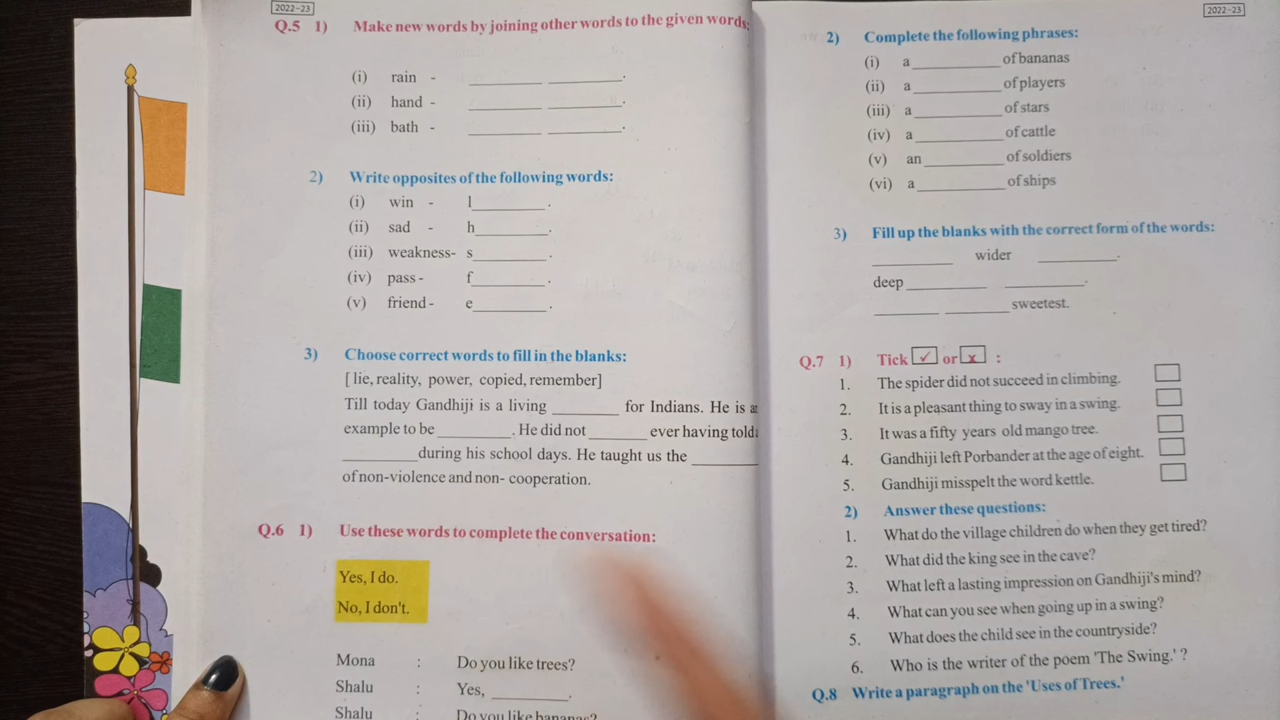 2022-23
Q.5 1) Make new words by joining other words to the given words:
(i) rain - ________ ________.
(ii) hand - ________ ________.
(iii) bath - ________ ________.
2) Write opposites of the following words:
(i) win - l________.
(ii) sad - h________.
(iii) weakness- s________.
(iv) pass - f________.
(v) friend - e________.
3) Choose correct words to fill in the blanks:
[ lie, reality, power, copied, remember]
Till today Gandhiji is a living ________ for Indians. He is
example to be ________. He did not ________ ever having told
________ during his school days. He taught us the ________
of non-violence and non- cooperation.
Q.6 1) Use these words to complete the conversation:
Yes, I do.
No, I don't.
Mona : Do you like trees?
Shalu : Yes, ________.
Shalu : Do you like bananas?
2022-23
2) Complete the following phrases:
(i) a ________ of bananas
(ii) a ________ of players
(iii) a ________ of stars
(iv) a ________ of cattle
(v) an ________ of soldiers
(vi) a ________ of ships
3) Fill up the blanks with the correct form of the words:
________ wider ________.
deep ________ ________.
________ ________ sweetest.
Q.7 1) Tick ✓ or x :
1. The spider did not succeed in climbing.
2. It is a pleasant thing to sway in a swing.
3. It was a fifty years old mango tree.
4. Gandhiji left Porbander at the age of eight.
5. Gandhiji misspelt the word kettle.
2) Answer these questions:
1. What do the village children do when they get tired?
2. What did the king see in the cave?
3. What left a lasting impression on Gandhiji's mind?
4. What can you see when going up in a swing?
5. What does the child see in the countryside?
6. Who is the writer of the poem 'The Swing.' ?
Q.8 Write a paragraph on the 'Uses of Trees.'